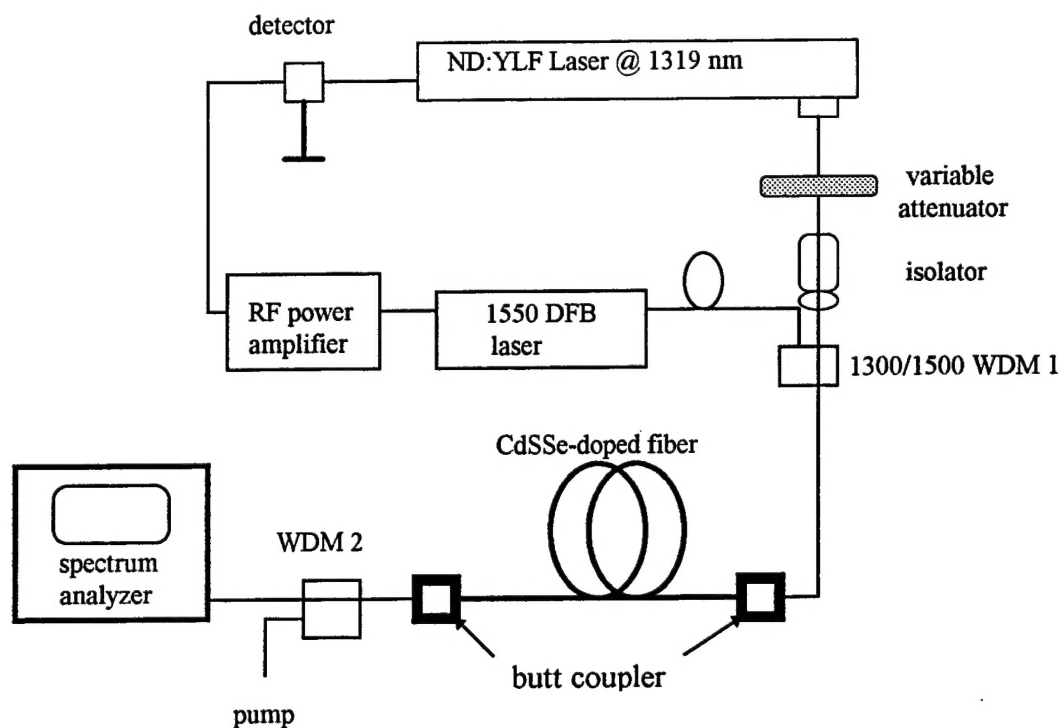 detector
ND:YLF Laser @ 1319 nm
variable
attenuator
isolator
RF power
amplifier
1550 DFB
laser
1300/1500 WDM 1
CdSSe-doped fiber
spectrum
analyzer
WDM 2
butt coupler
pump